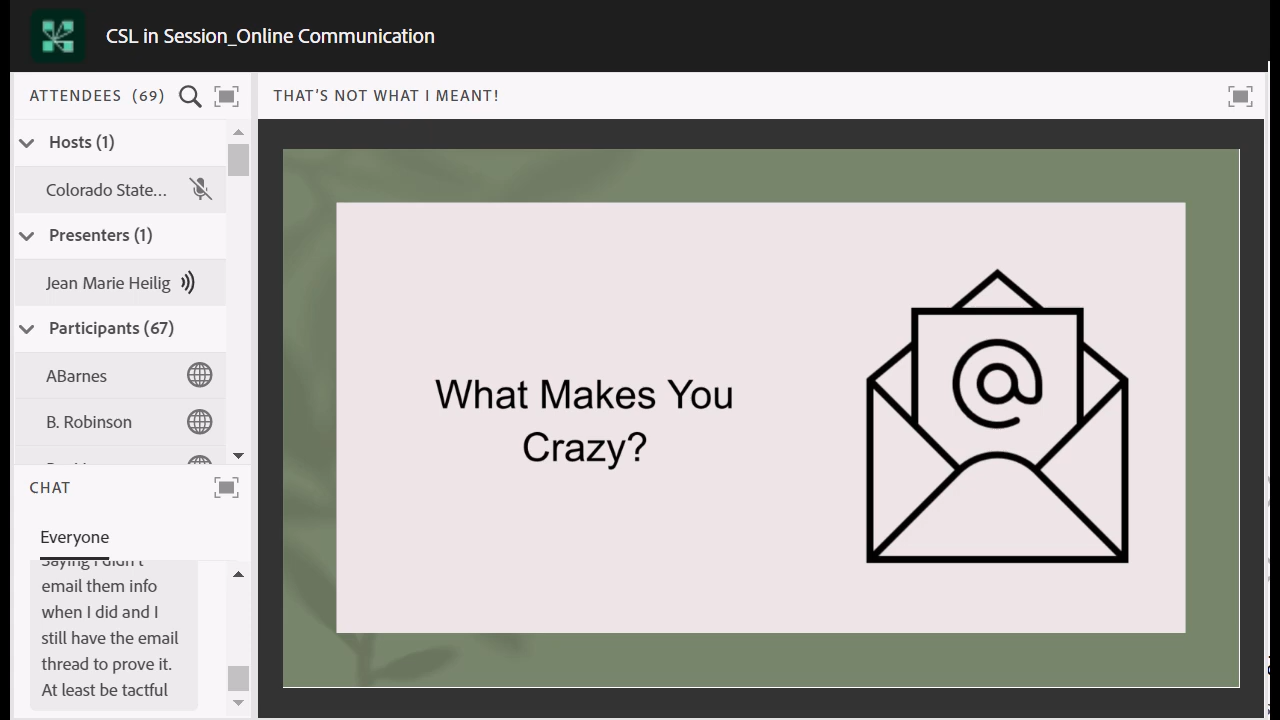 CSL in Session_Online Communication
ATTENDEES (69)
Hosts (1)
Colorado State...
Presenters (1)
Jean Marie Heilig
Participants (67)
ABarnes
B. Robinson
CHAT
Everyone
Saying I didn't
email them info
when I did and I
still have the email
thread to prove it.
At least be tactful
THAT'S NOT WHAT I MEANT!
What Makes You
Crazy?
@